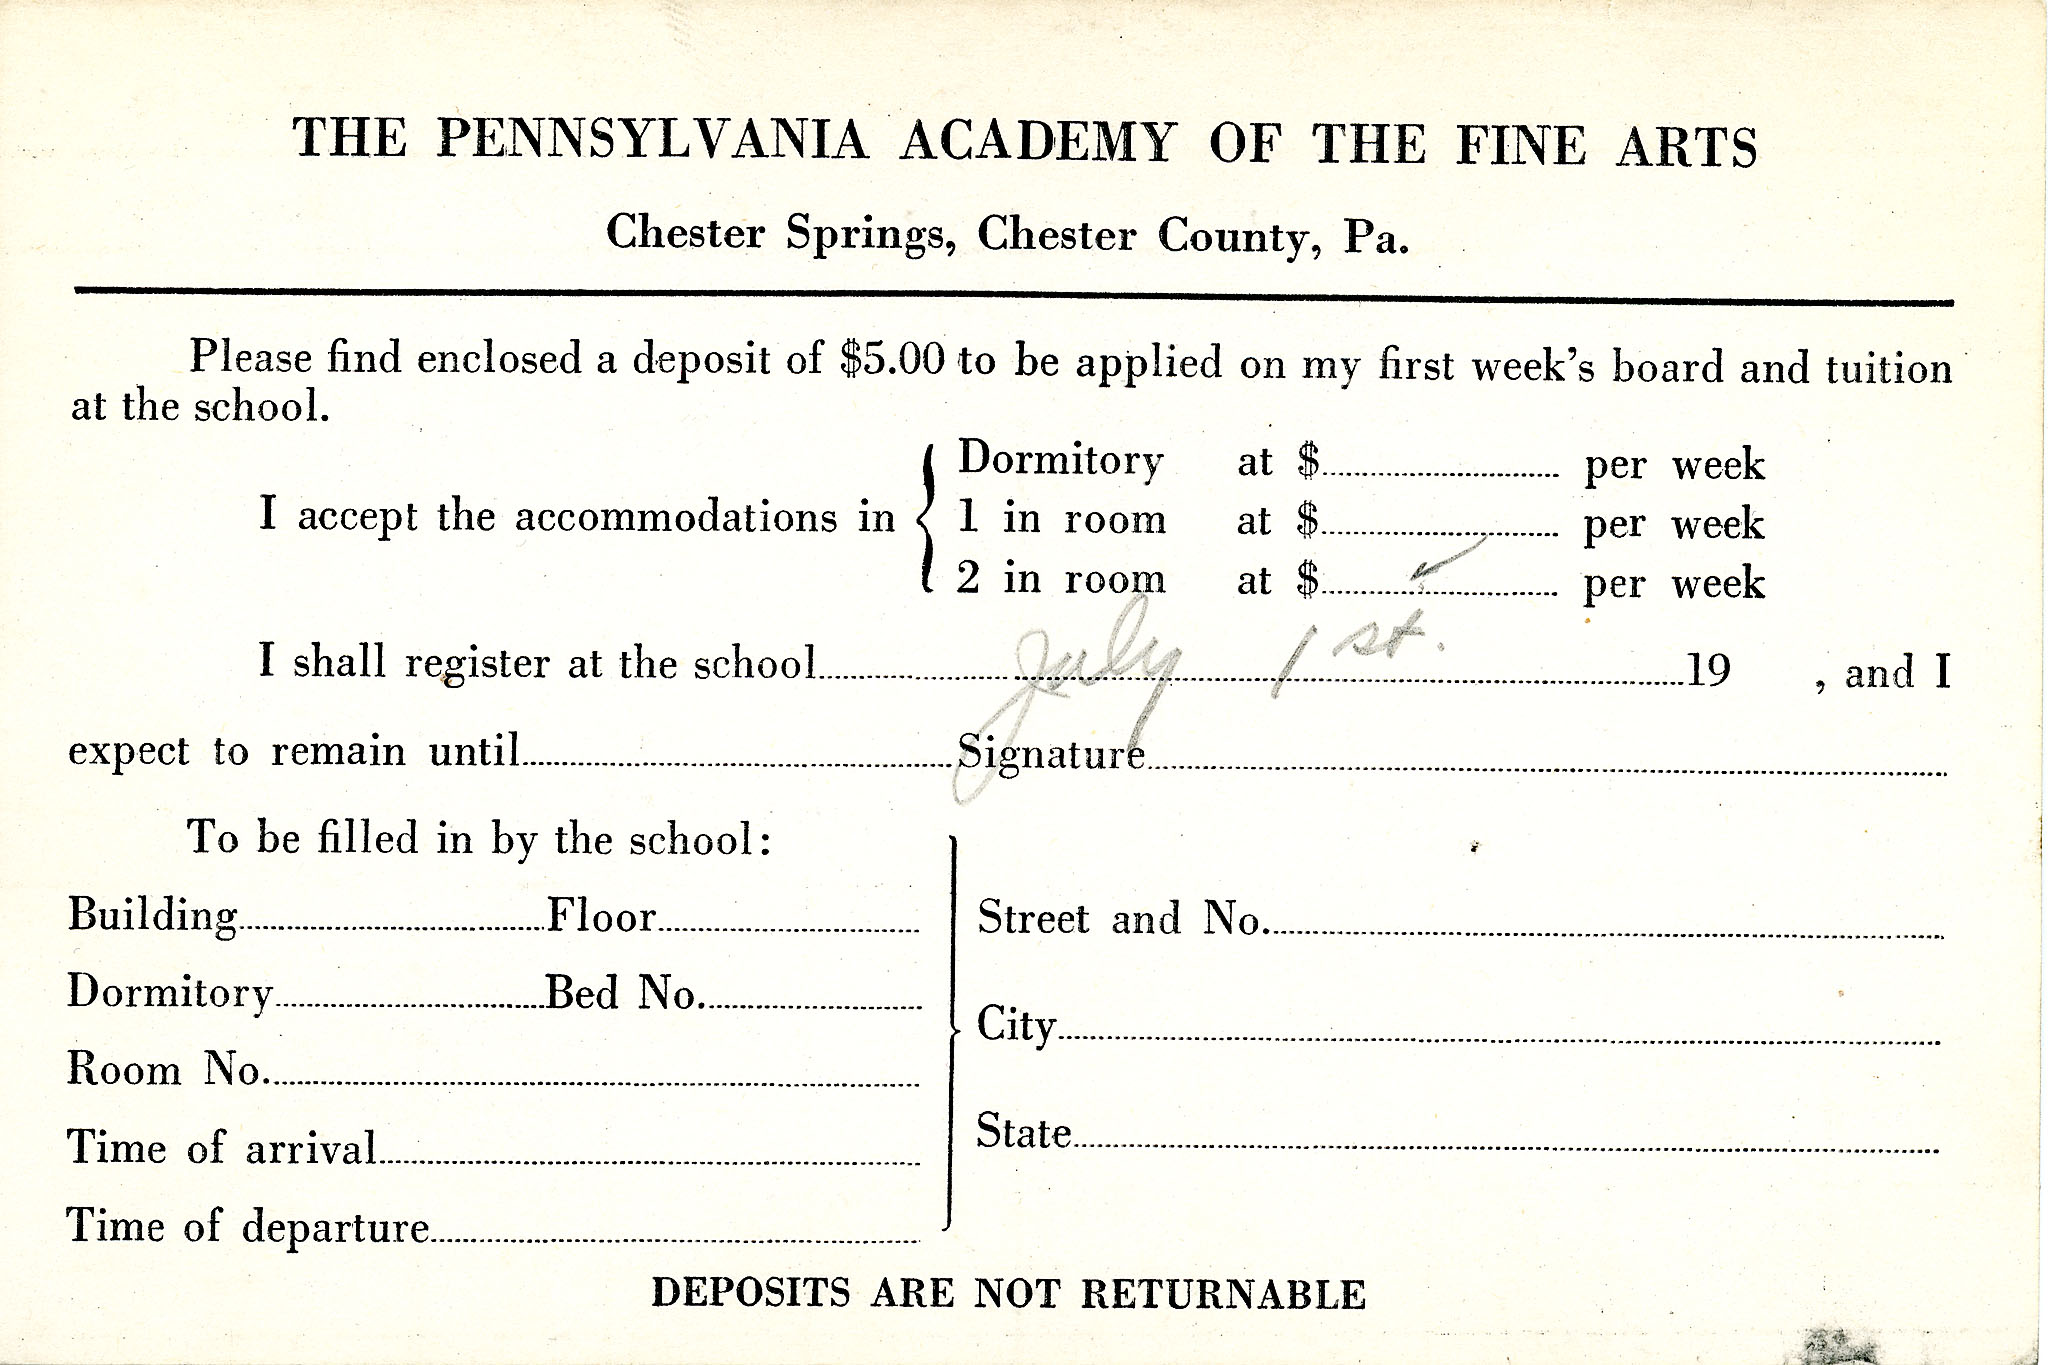 THE PENNSYLVANIA ACADEMY OF THE FINE ARTS
Chester Springs, Chester County, Pa.
Please find enclosed a deposit of $5.00 to be applied on my first week's board and tuition
at the school.
I accept the accommodations in { Dormitory at $.......... per week
1 in room at $.......... per week
2 in room at $.....✓..... per week
I shall register at the school.......... July 1st. ..........19 , and I
expect to remain until..........Signature..........
To be filled in by the school:
Building..........Floor..........
Dormitory..........Bed No...........
Room No...........
Time of arrival..........
Time of departure..........
Street and No...........
City..........
State..........
DEPOSITS ARE NOT RETURNABLE